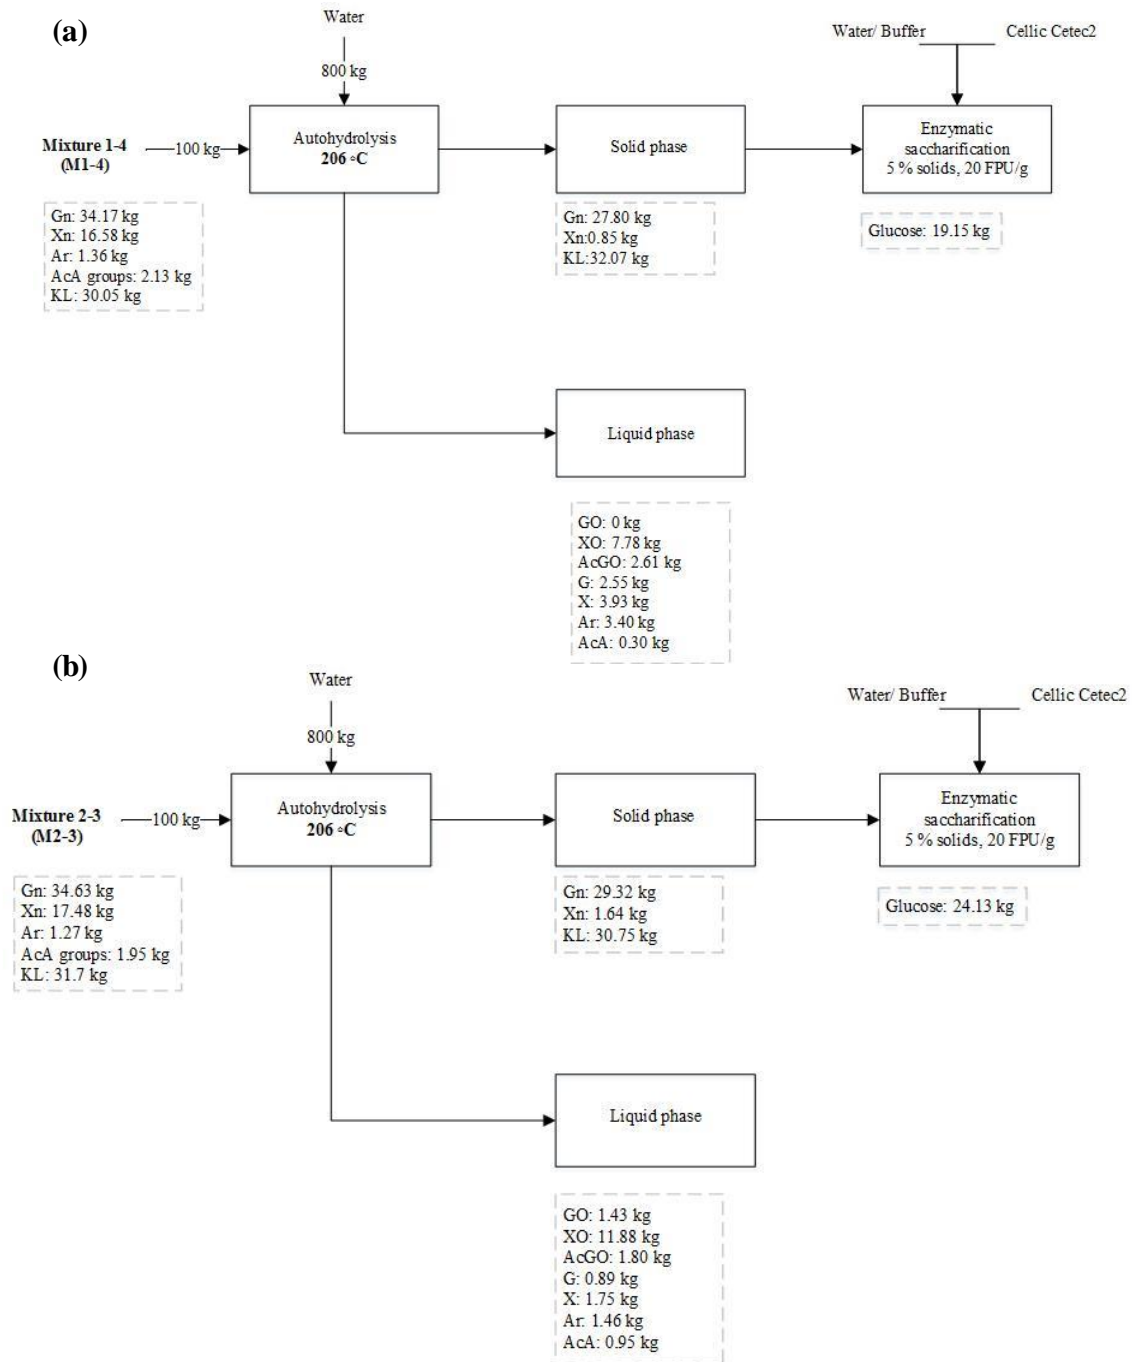 (a)
Water
800 kg
Water/ Buffer
Cellic Cetec2
Mixture 1-4
(M1-4)
100 kg
Autohydrolysis
206 ◦C
Solid phase
Enzymatic
saccharification
5 % solids, 20 FPU/g
Gn: 34.17 kg
Xn: 16.58 kg
Ar: 1.36 kg
AcA groups: 2.13 kg
KL: 30.05 kg
Gn: 27.80 kg
Xn:0.85 kg
KL:32.07 kg
Glucose: 19.15 kg
Liquid phase
GO: 0 kg
XO: 7.78 kg
AcGO: 2.61 kg
G: 2.55 kg
X: 3.93 kg
Ar: 3.40 kg
AcA: 0.30 kg
(b)
Water
800 kg
Water/ Buffer
Cellic Cetec2
Mixture 2-3
(M2-3)
100 kg
Autohydrolysis
206 ◦C
Solid phase
Enzymatic
saccharification
5 % solids, 20 FPU/g
Gn: 34.63 kg
Xn: 17.48 kg
Ar: 1.27 kg
AcA groups: 1.95 kg
KL: 31.7 kg
Gn: 29.32 kg
Xn: 1.64 kg
KL: 30.75 kg
Glucose: 24.13 kg
Liquid phase
GO: 1.43 kg
XO: 11.88 kg
AcGO: 1.80 kg
G: 0.89 kg
X: 1.75 kg
Ar: 1.46 kg
AcA: 0.95 kg